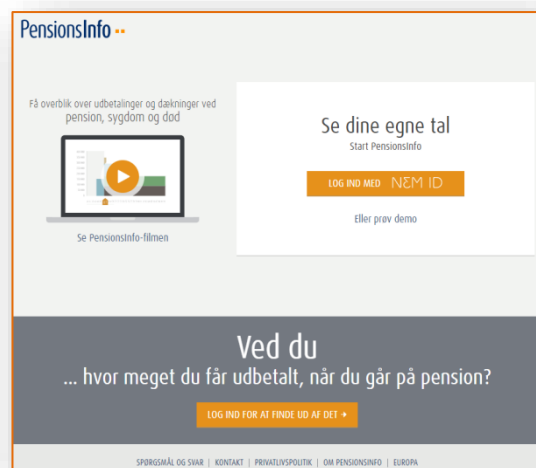 PensionsInfo
Få overblik over udbetalinger og dækninger ved
pension, sygdom og død
Se PensionsInfo-filmen
Se dine egne tal
Start PensionsInfo
LOG IND MED NEM ID
Eller prøv demo
Ved du
... hvor meget du får udbetalt, når du går på pension?
LOG IND FOR AT FINDE UD AF DET →
SPØRGSMÅL OG SVAR | KONTAKT | PRIVATLIVSPOLITIK | OM PENSIONSINFO | EUROPA